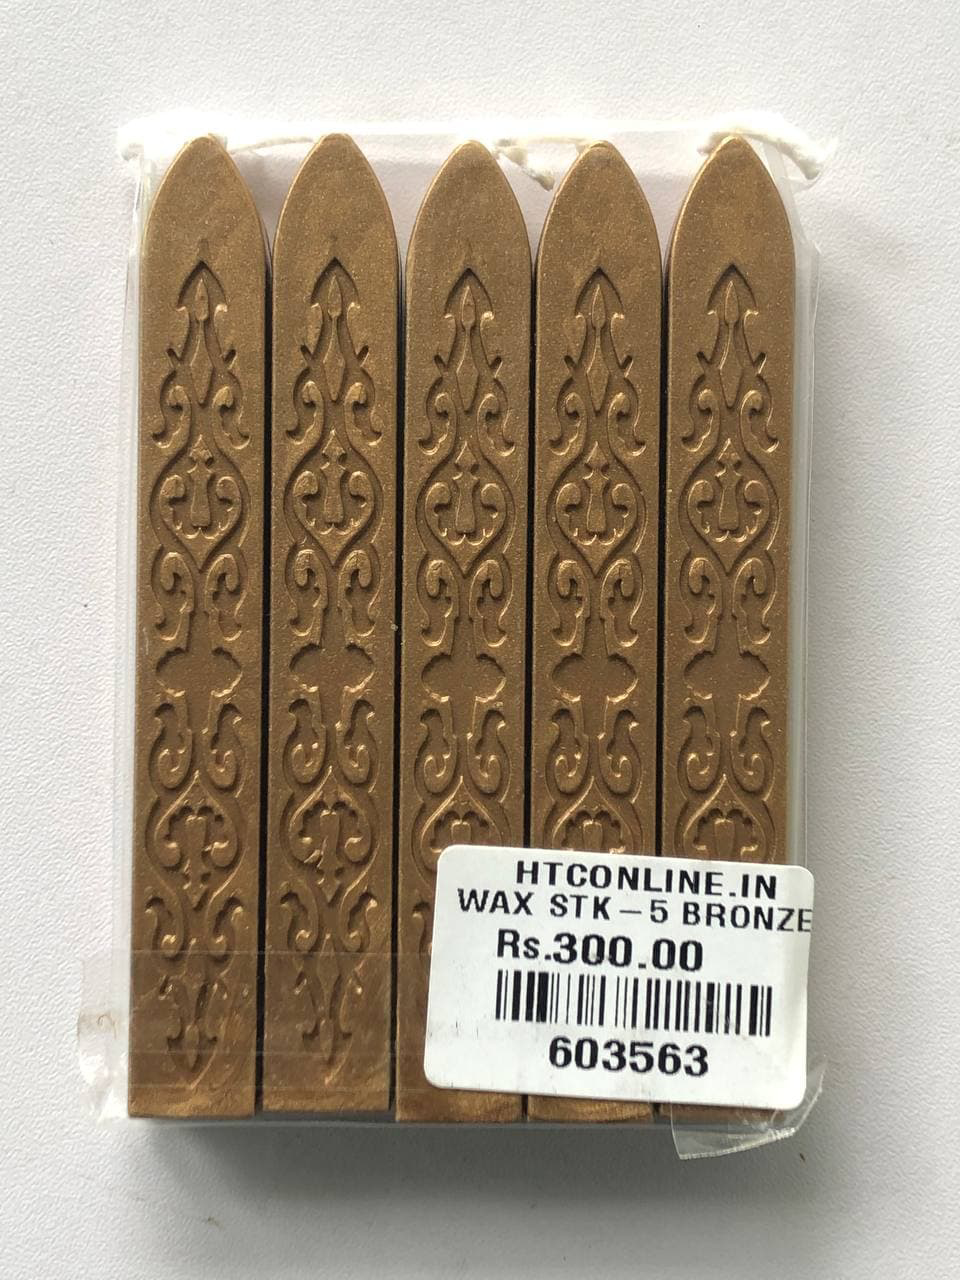 HTCONLINE.IN
WAX STK-5 BRONZE
Rs.300.00
603563